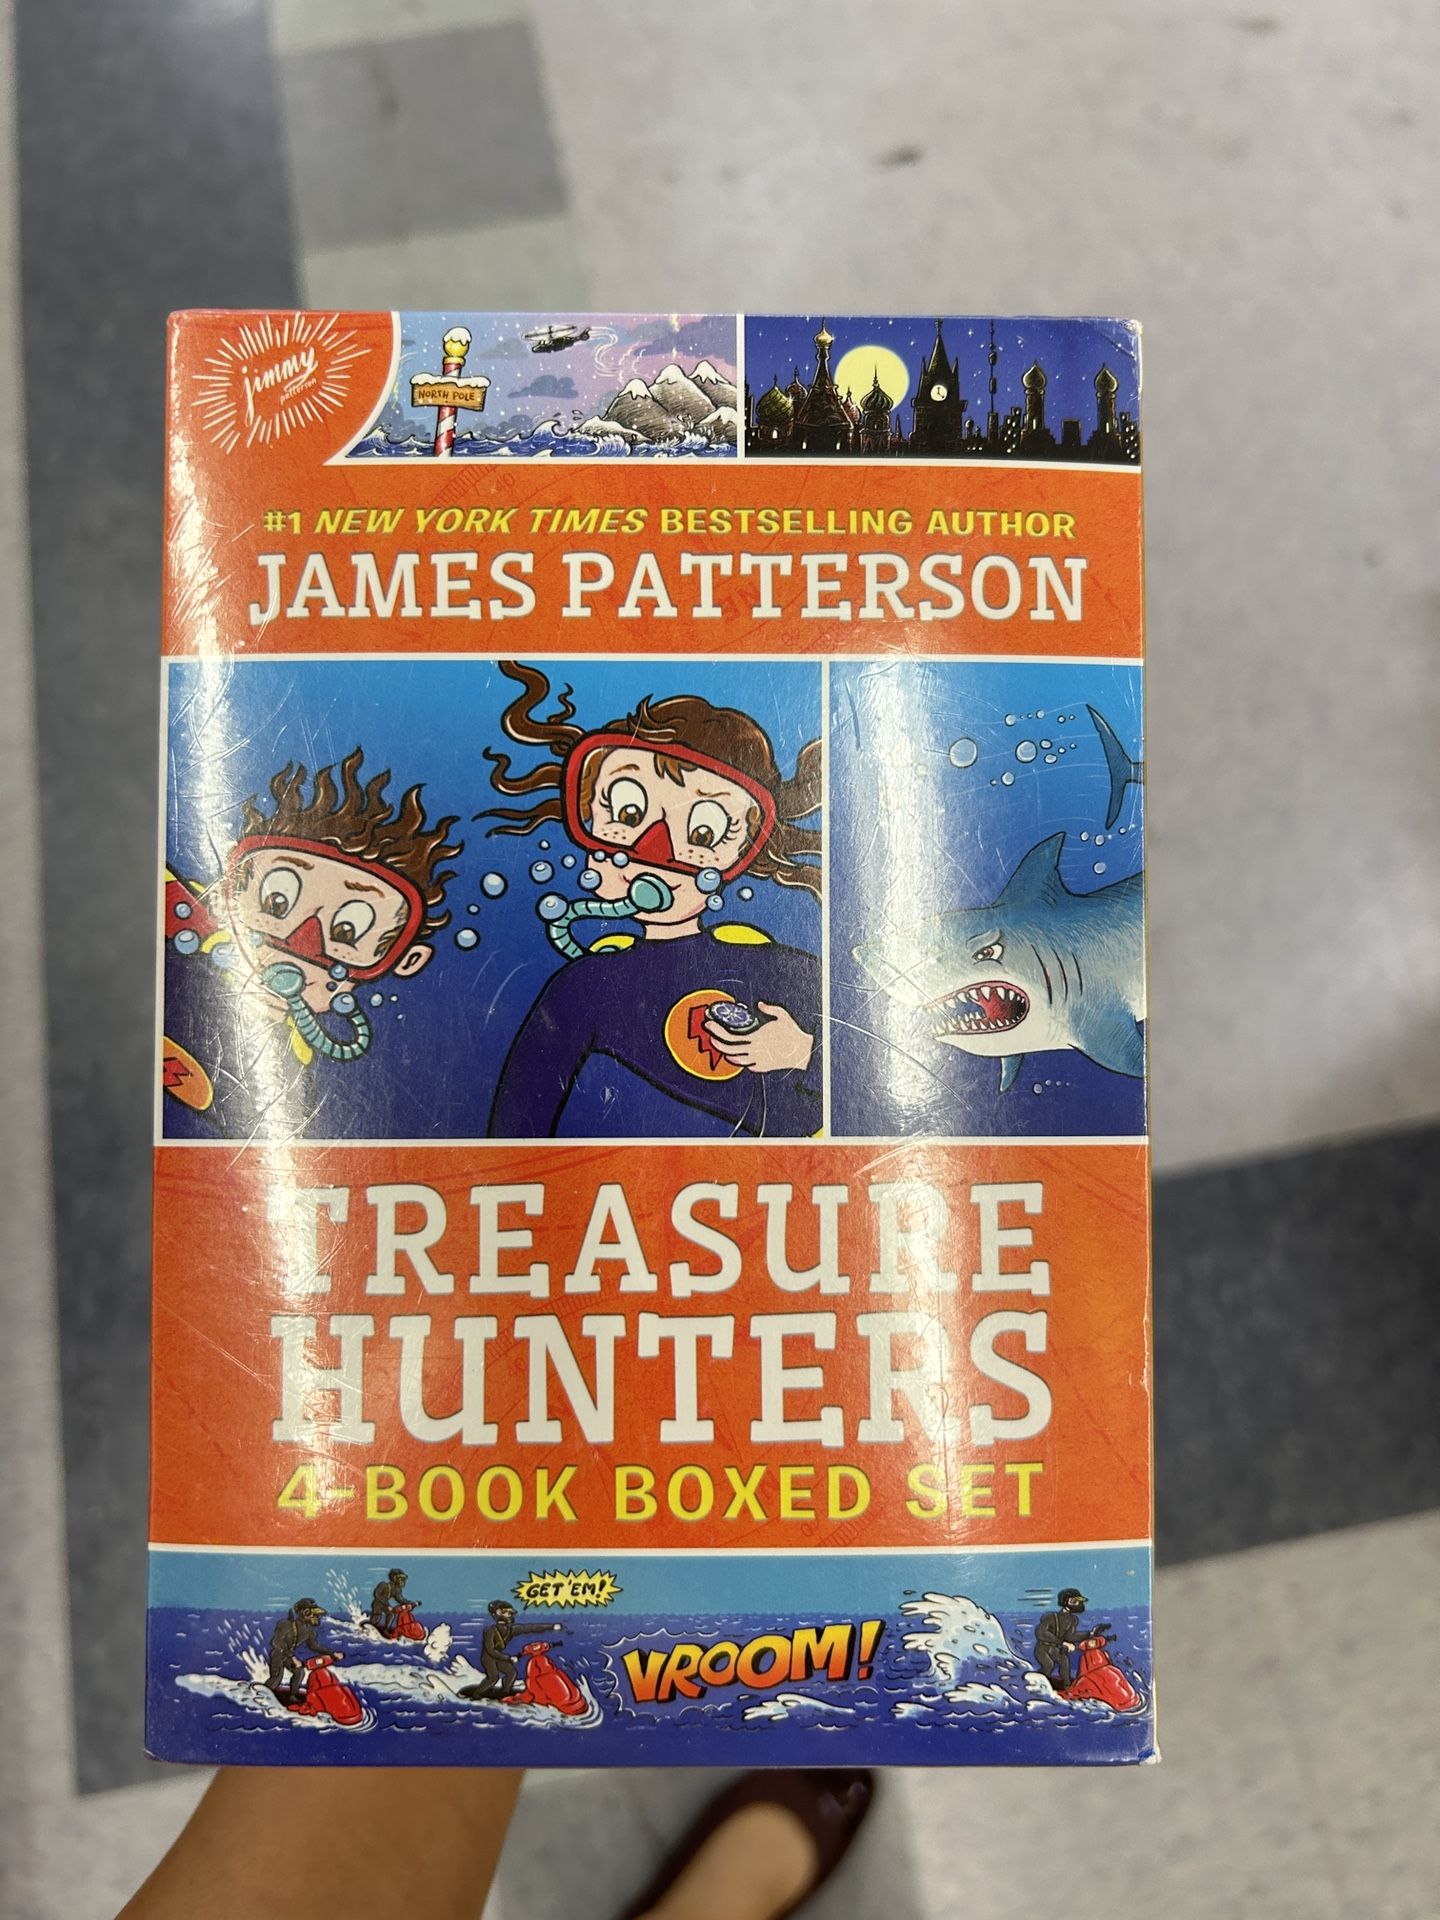 jimmy
patterson
NORTH POLE
#1 NEW YORK TIMES BESTSELLING AUTHOR
JAMES PATTERSON
TREASURE
HUNTERS
4-BOOK BOXED SET
GET 'EM!
VROOM!